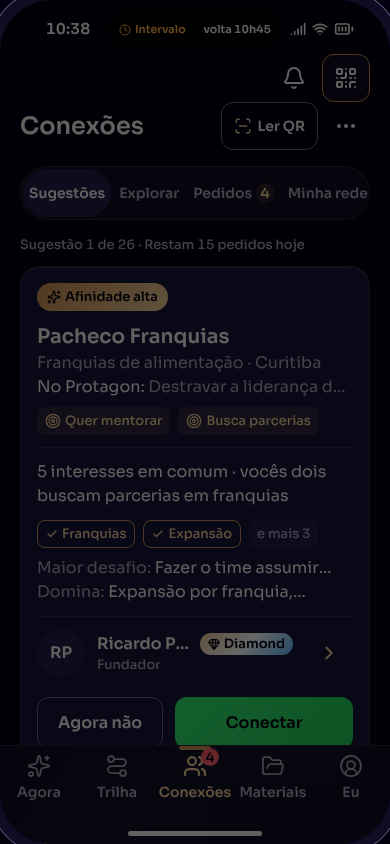 10:38
Intervalo volta 10h45
Conexões
Ler QR
Sugestões Explorar Pedidos 4 Minha rede
Sugestão 1 de 26 · Restam 15 pedidos hoje
Afinidade alta
Pacheco Franquias
Franquias de alimentação · Curitiba
No Protagon: Destravar a liderança d...
Quer mentorar Busca parcerias
5 interesses em comum · vocês dois
buscam parcerias em franquias
Franquias Expansão e mais 3
Maior desafio: Fazer o time assumir...
Domina: Expansão por franquia,...
RP
Ricardo P... Diamond
Fundador
Agora não Conectar
4
Agora Trilha Conexões Materiais Eu